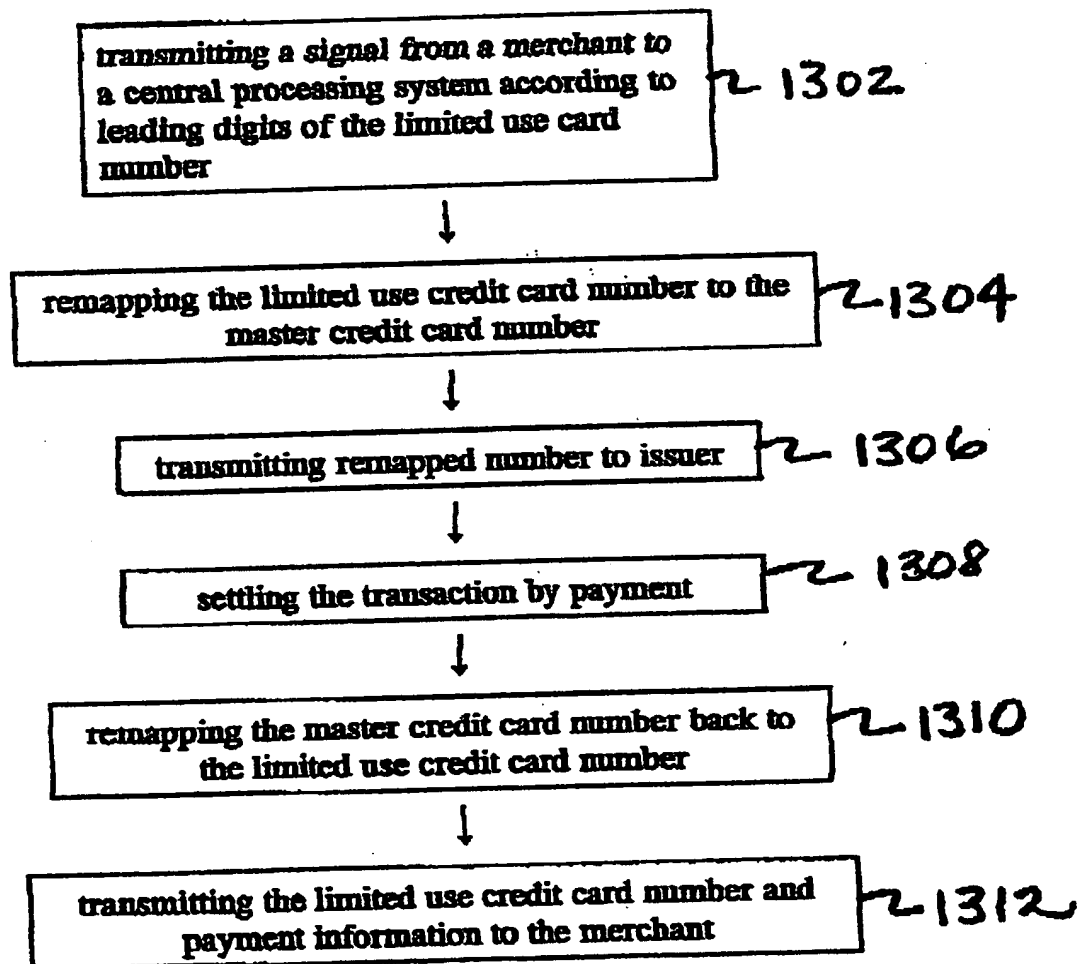 transmitting a signal from a merchant to
a central processing system according to
leading digits of the limited use card
number
1302
remapping the limited use credit card number to the
master credit card number
1304
transmitting remapped number to issuer
1306
settling the transaction by payment
1308
remapping the master credit card number back to
the limited use credit card number
1310
transmitting the limited use credit card number and
payment information to the merchant
1312